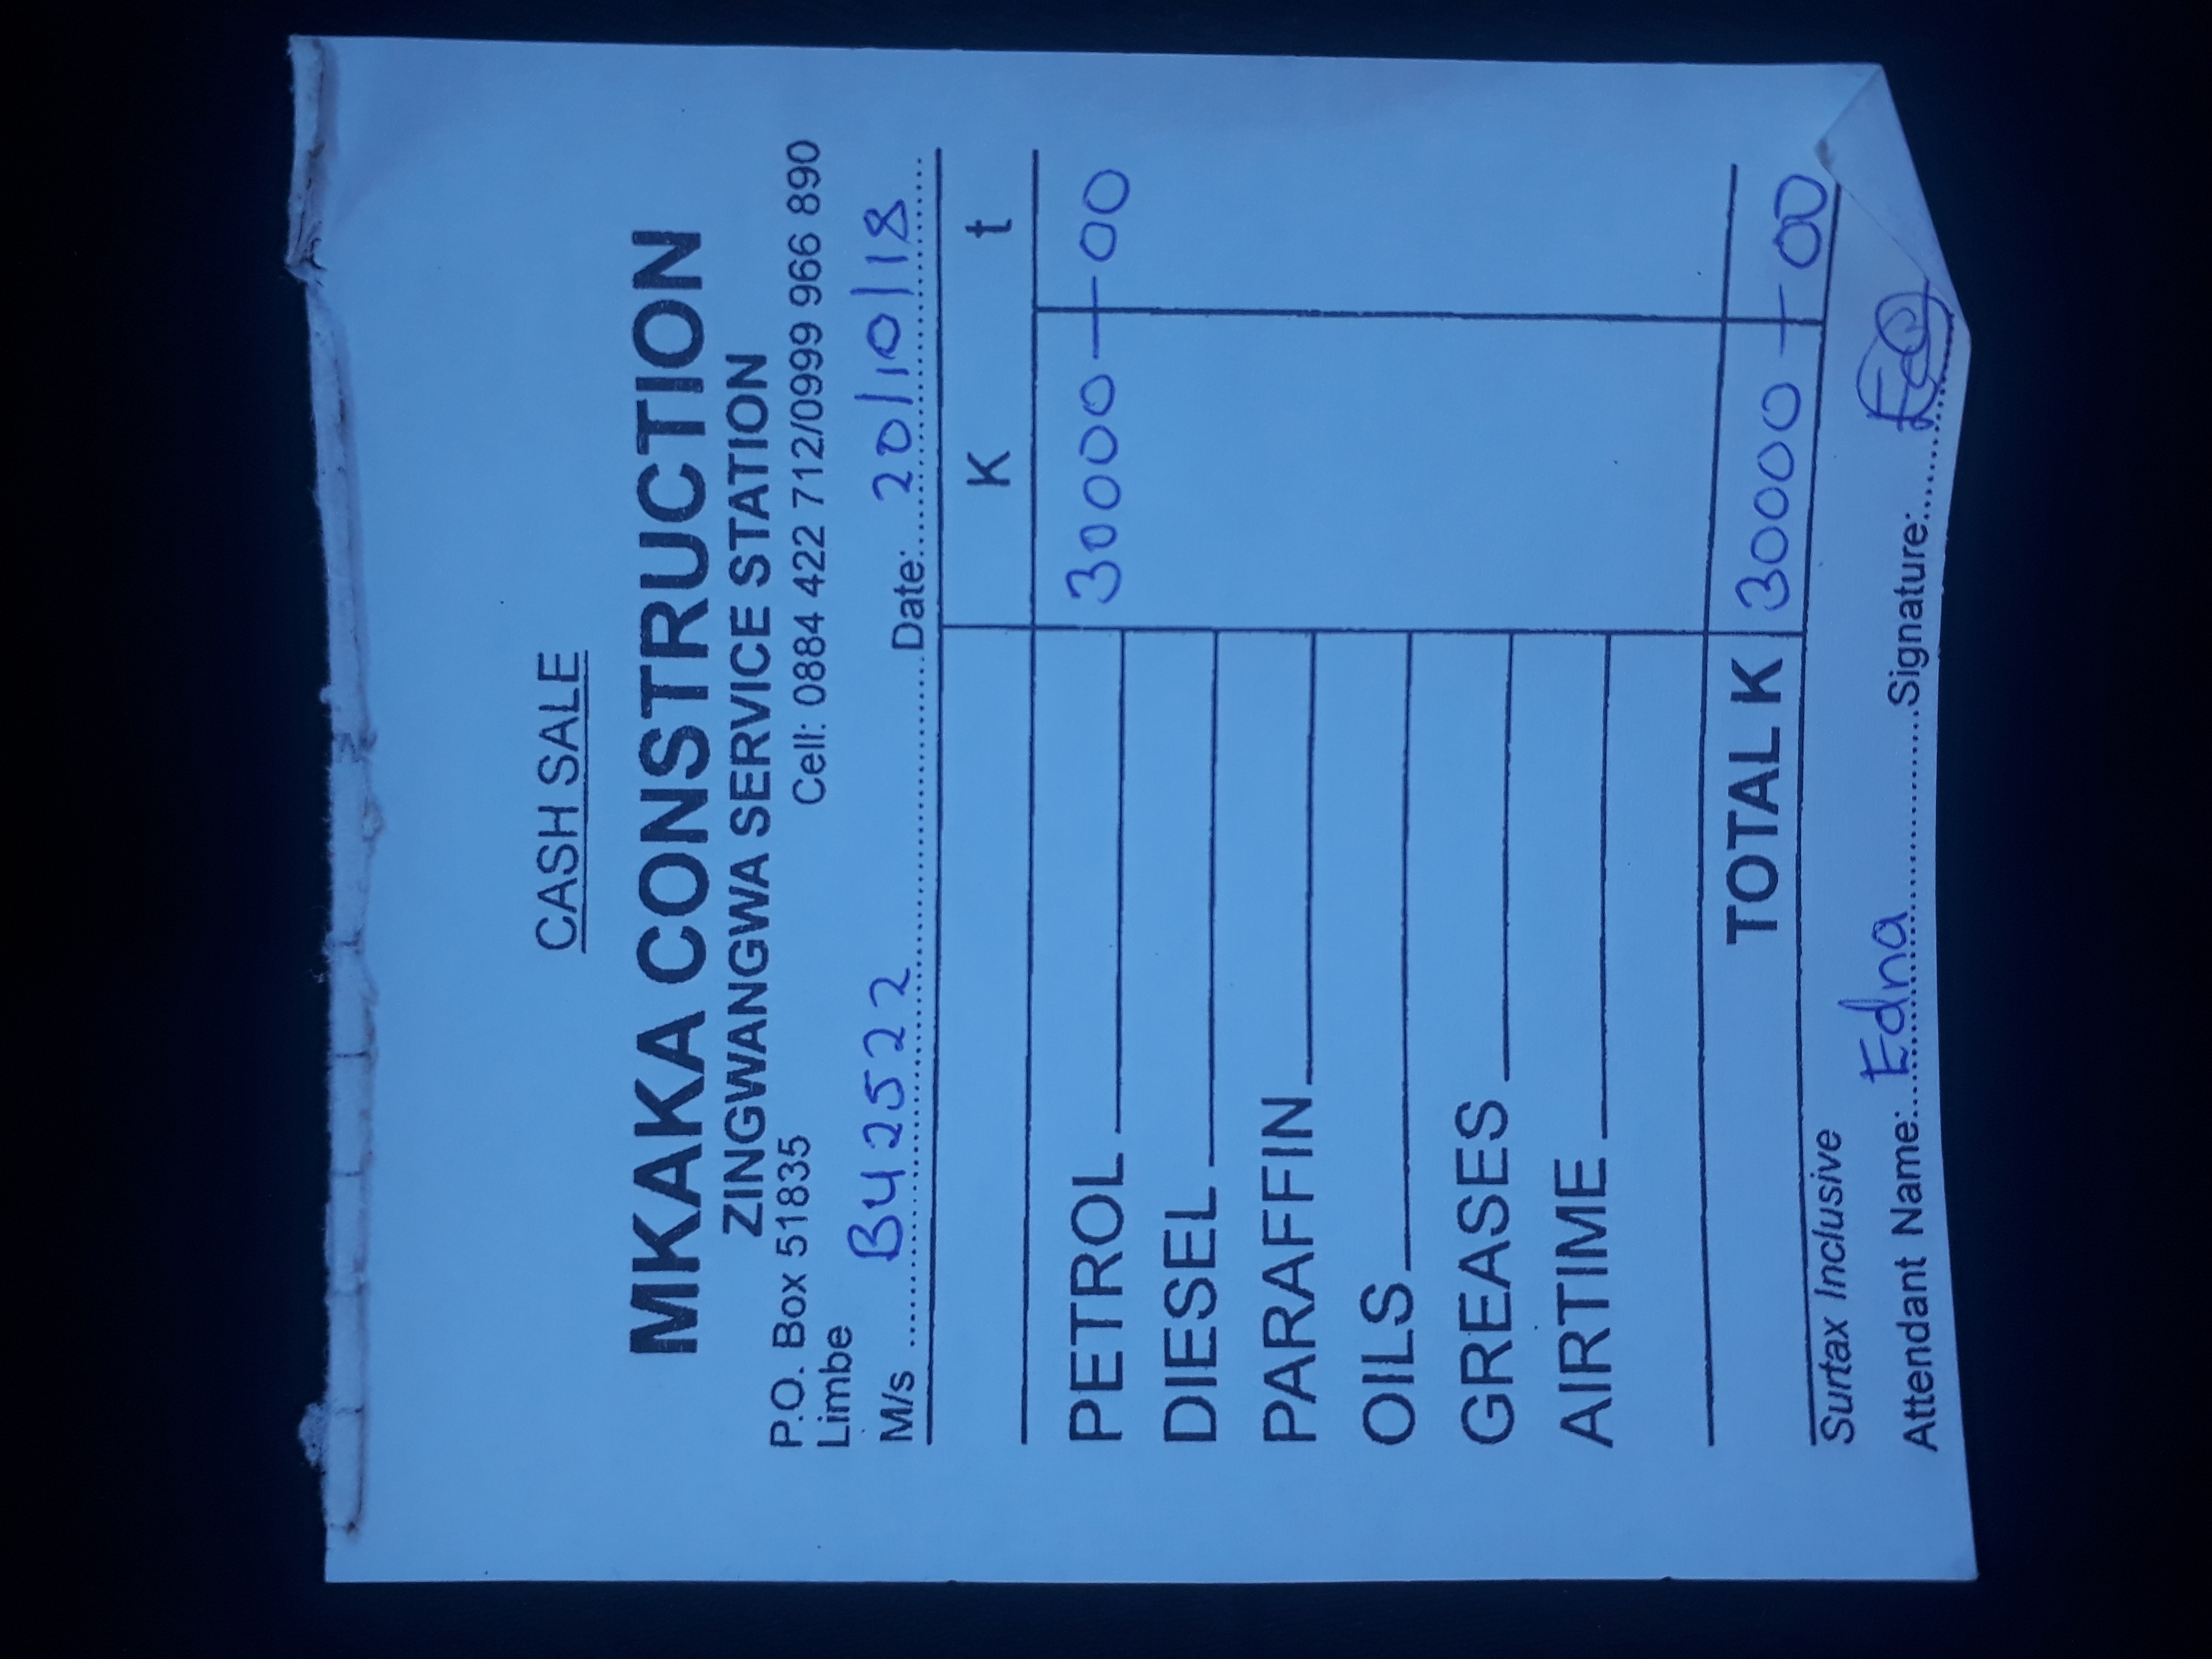 CASH SALE
MKAKA CONSTRUCTION
ZINGWANGWA SERVICE STATION
P.O. Box 51835 Cell: 0884 422 712/0999 966 890
Limbe
M/s BU 2522 Date: 20/10/18
K t
PETROL 30000 - 00
DIESEL
PARAFFIN
OILS
GREASES
AIRTIME
TOTAL K 30000 - 00
Surtax Inclusive
Attendant Name: Edna Signature: